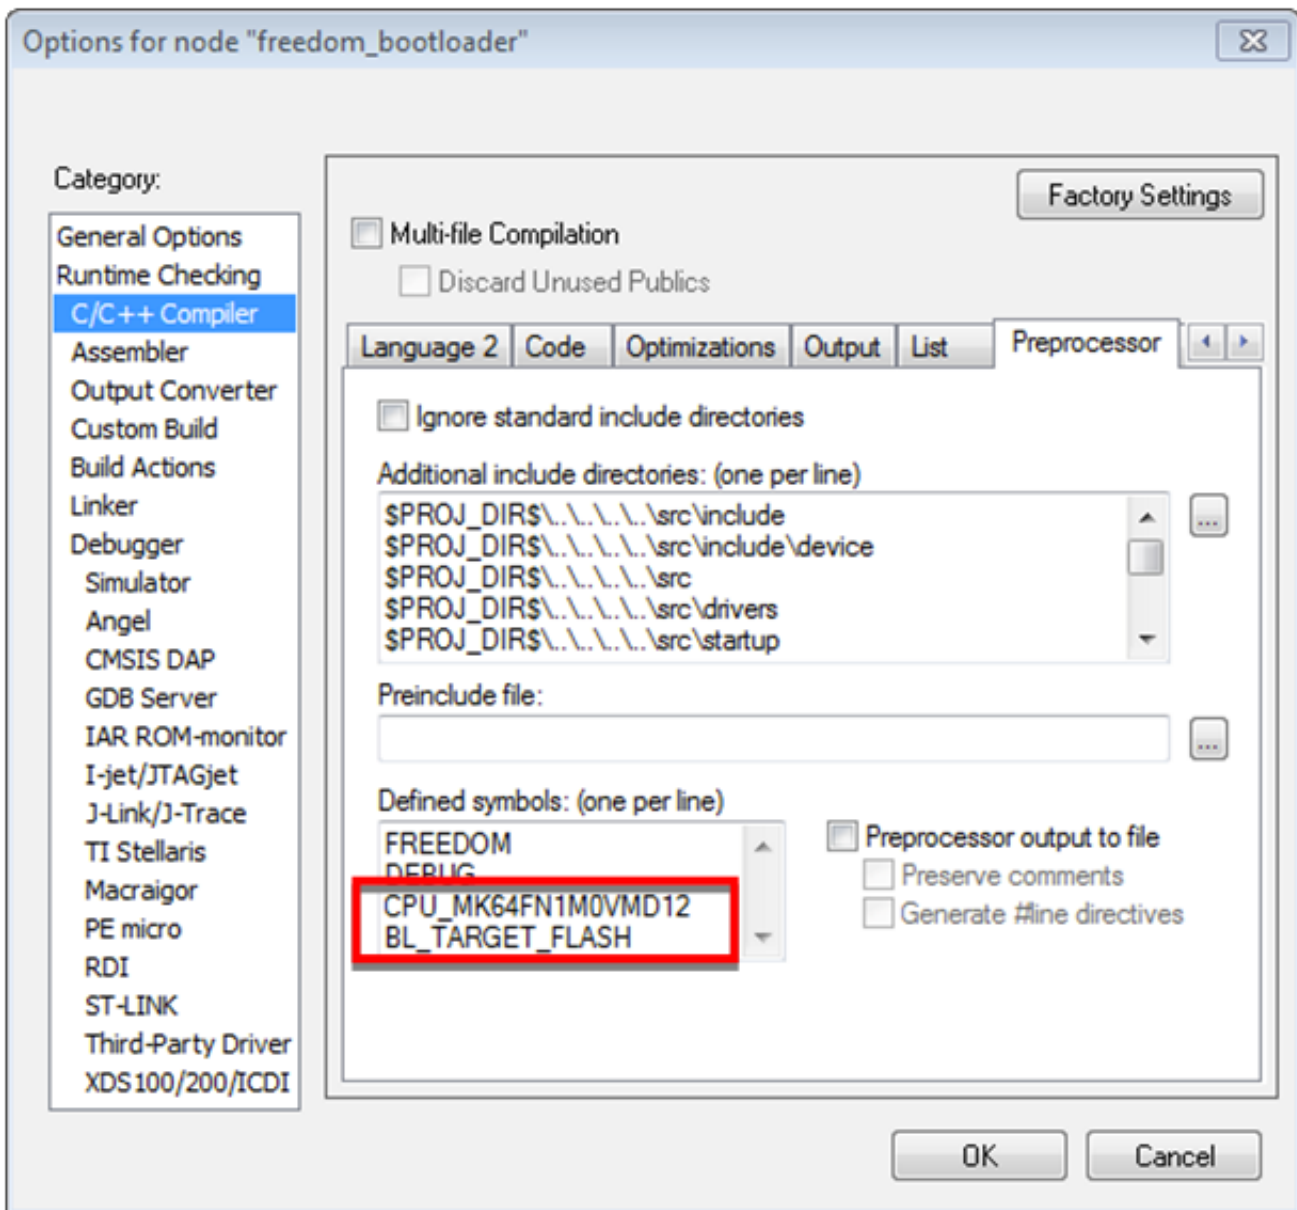 Options for node "freedom_bootloader"
Category:
General Options
Runtime Checking
C/C++ Compiler
Assembler
Output Converter
Custom Build
Build Actions
Linker
Debugger
Simulator
Angel
CMSIS DAP
GDB Server
IAR ROM-monitor
I-jet/JTAGjet
J-Link/J-Trace
TI Stellaris
Macraigor
PE micro
RDI
ST-LINK
Third-Party Driver
XDS100/200/ICDI
Factory Settings
Multi-file Compilation
Discard Unused Publics
Language 2 Code Optimizations Output List Preprocessor
Ignore standard include directories
Additional include directories: (one per line)
$PROJ_DIR$\..\..\..\..\src\include
$PROJ_DIR$\..\..\..\..\src\include\device
$PROJ_DIR$\..\..\..\..\src
$PROJ_DIR$\..\..\..\..\src\drivers
$PROJ_DIR$\..\..\..\..\src\startup
...
Preinclude file:
...
Defined symbols: (one per line)
FREEDOM
DEBUG
CPU_MK64FN1M0VMD12
BL_TARGET_FLASH
Preprocessor output to file
Preserve comments
Generate #line directives
OK Cancel